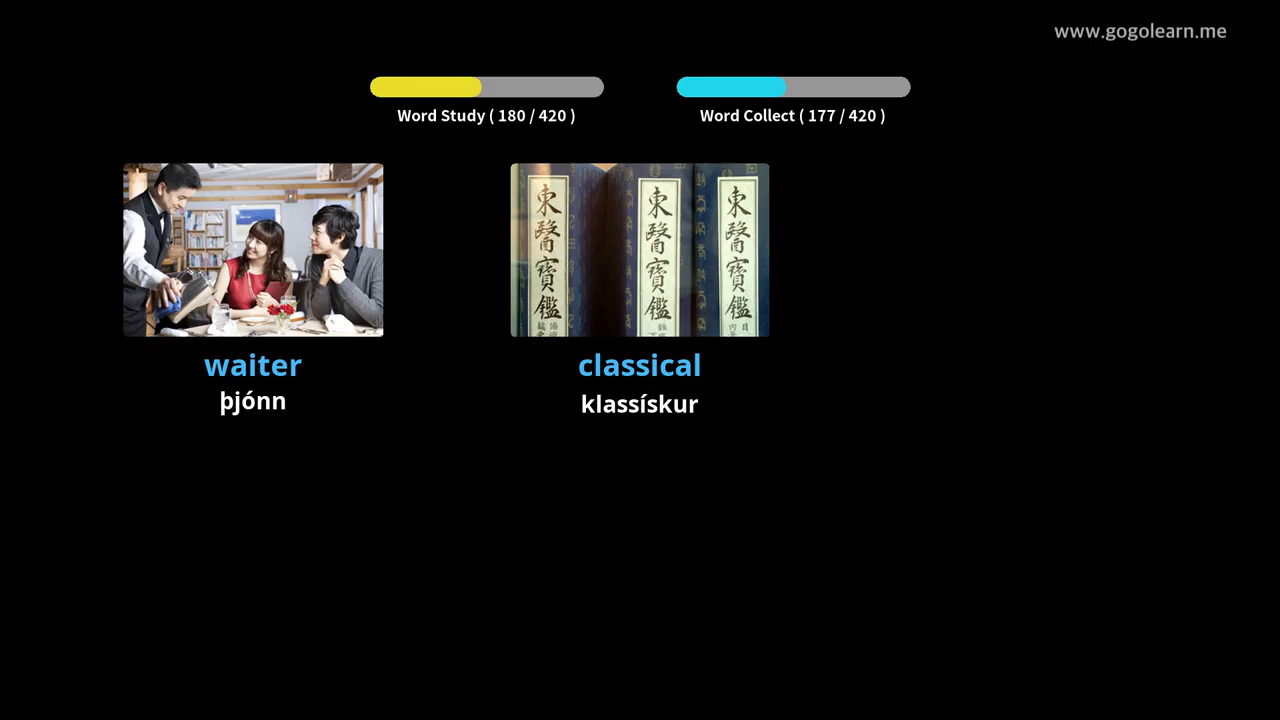 www.gogolearn.me
Word Study ( 180 / 420 )
Word Collect ( 177 / 420 )
東醫寶鑑
東醫寶鑑
東醫寶鑑
waiter
þjónn
classical
klassískur